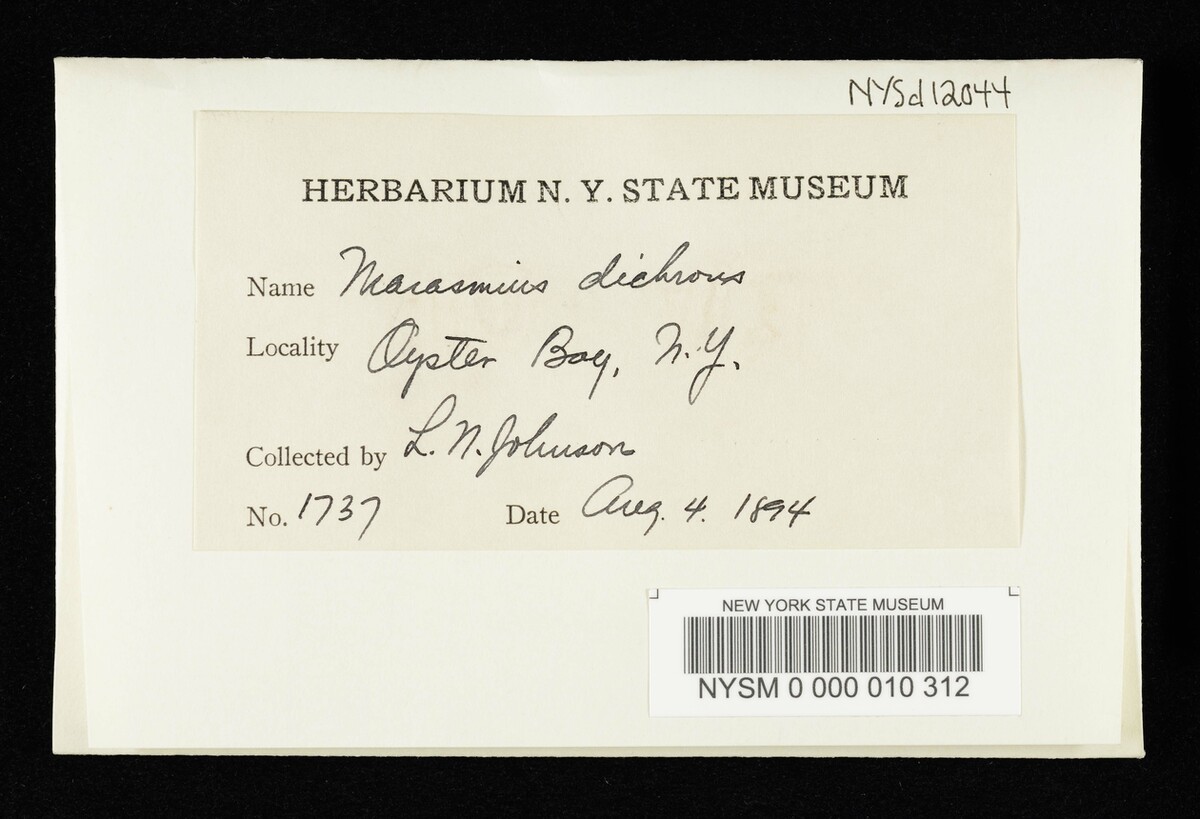 NYSd12044
HERBARIUM N. Y. STATE MUSEUM
Name Marasmius dichrous
Locality Oyster Bay, N.Y.
Collected by L. N. Johnson
No. 1737 Date Aug. 4. 1894
NEW YORK STATE MUSEUM
NYSM 0 000 010 312